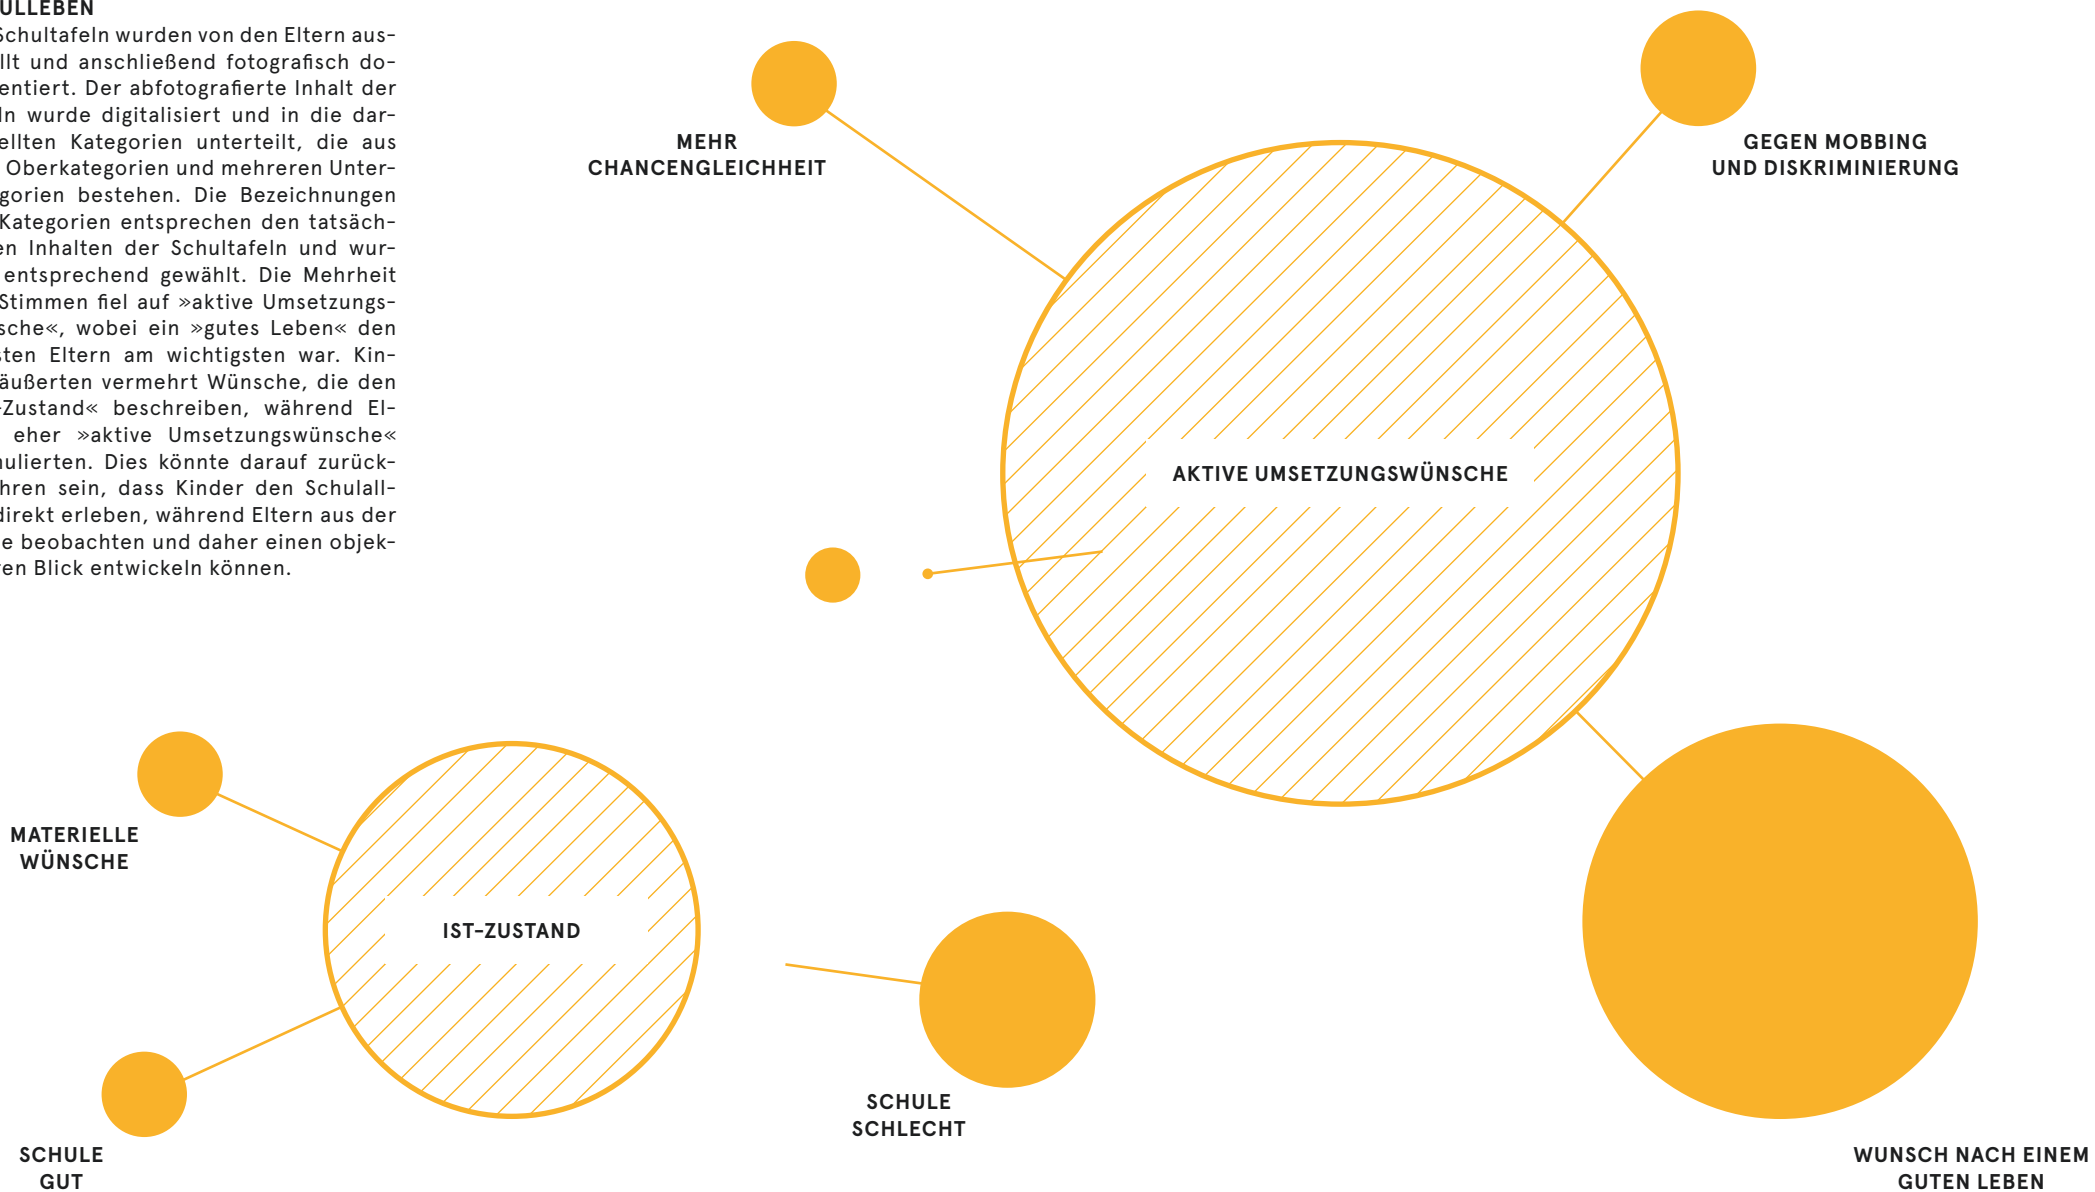 ULLEBEN
Schultafeln wurden von den Eltern aus-
llt und anschließend fotografisch do-
entiert. Der abfotografierte Inhalt der
ln wurde digitalisiert und in die dar-
ellten Kategorien unterteilt, die aus
Oberkategorien und mehreren Unter-
gorien bestehen. Die Bezeichnungen
Kategorien entsprechen den tatsäch-
en Inhalten der Schultafeln und wur-
entsprechend gewählt. Die Mehrheit
Stimmen fiel auf »aktive Umsetzungs-
sche«, wobei ein »gutes Leben« den
sten Eltern am wichtigsten war. Kin-
äußerten vermehrt Wünsche, die den
-Zustand« beschreiben, während El-
eher »aktive Umsetzungswünsche«
nulierten. Dies könnte darauf zurück-
hren sein, dass Kinder den Schulall-
direkt erleben, während Eltern aus der
e beobachten und daher einen objek-
ren Blick entwickeln können.
MEHR
CHANCENGLEICHHEIT
GEGEN MOBBING
UND DISKRIMINIERUNG
AKTIVE UMSETZUNGSWÜNSCHE
MATERIELLE
WÜNSCHE
IST-ZUSTAND
SCHULE
SCHLECHT
SCHULE
GUT
WUNSCH NACH EINEM
GUTEN LEBEN